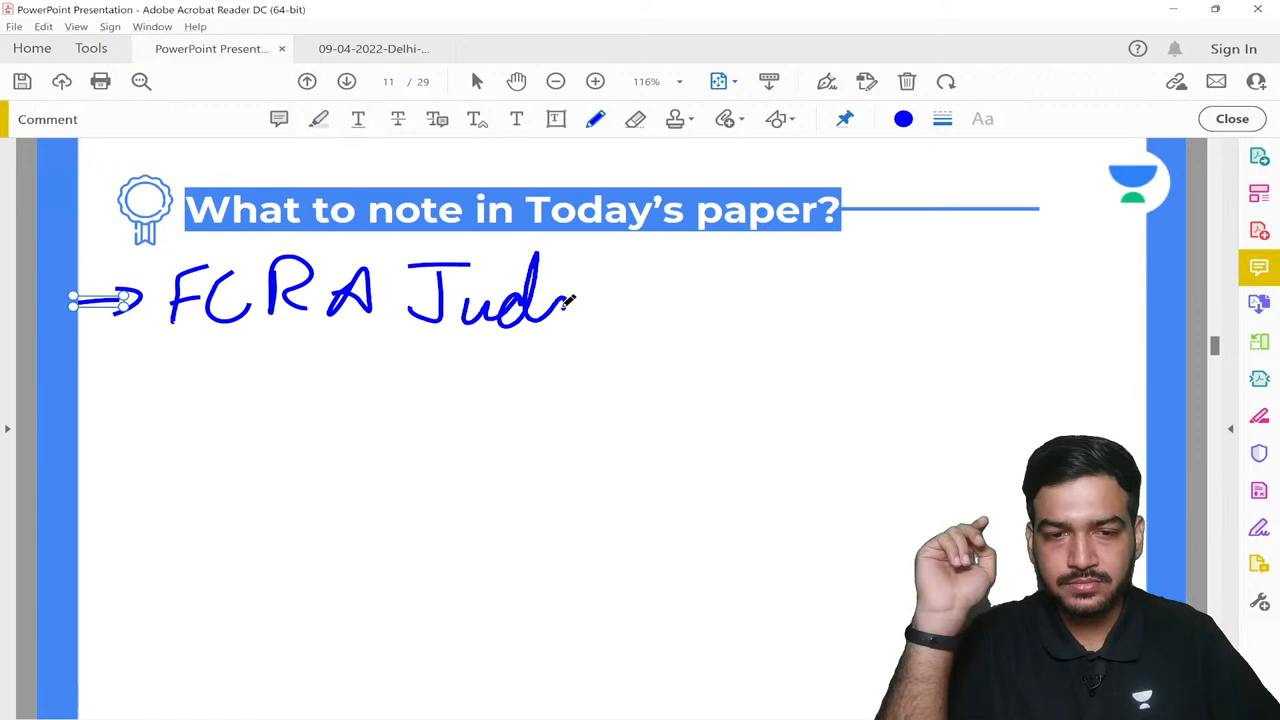 PowerPoint Presentation - Adobe Acrobat Reader DC (64-bit)
File Edit View Sign Window Help
Home Tools PowerPoint Present... × 09-04-2022-Delhi-... Sign In
11 / 29 116%
Comment Aa Close
What to note in Today’s paper?
→ FCRA Jud